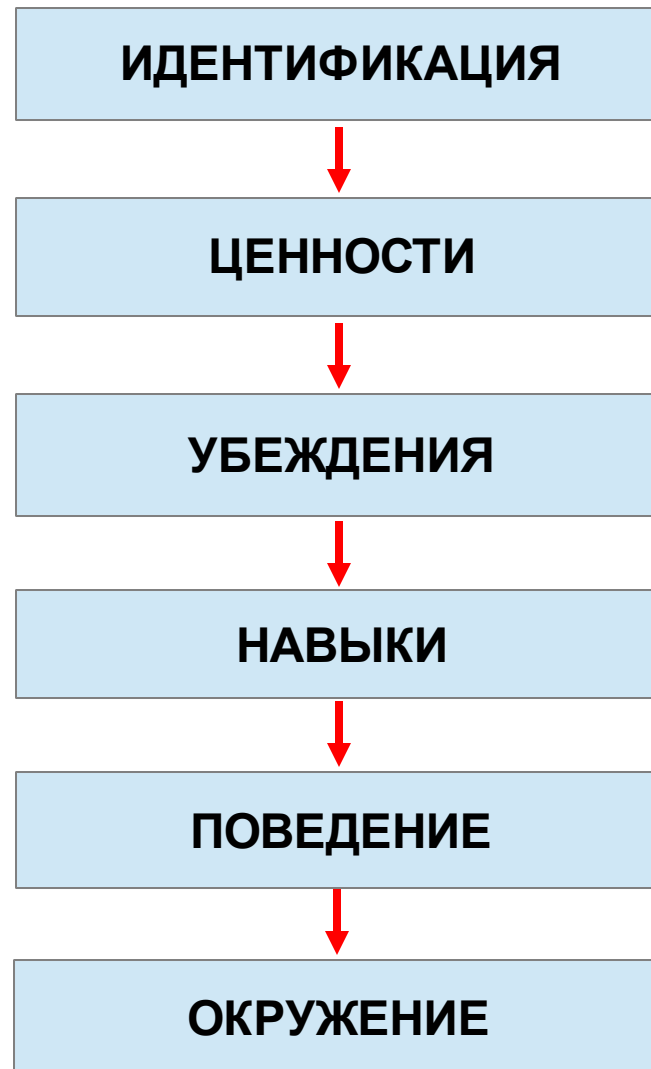 ИДЕНТИФИКАЦИЯ
ЦЕННОСТИ
УБЕЖДЕНИЯ
НАВЫКИ
ПОВЕДЕНИЕ
ОКРУЖЕНИЕ